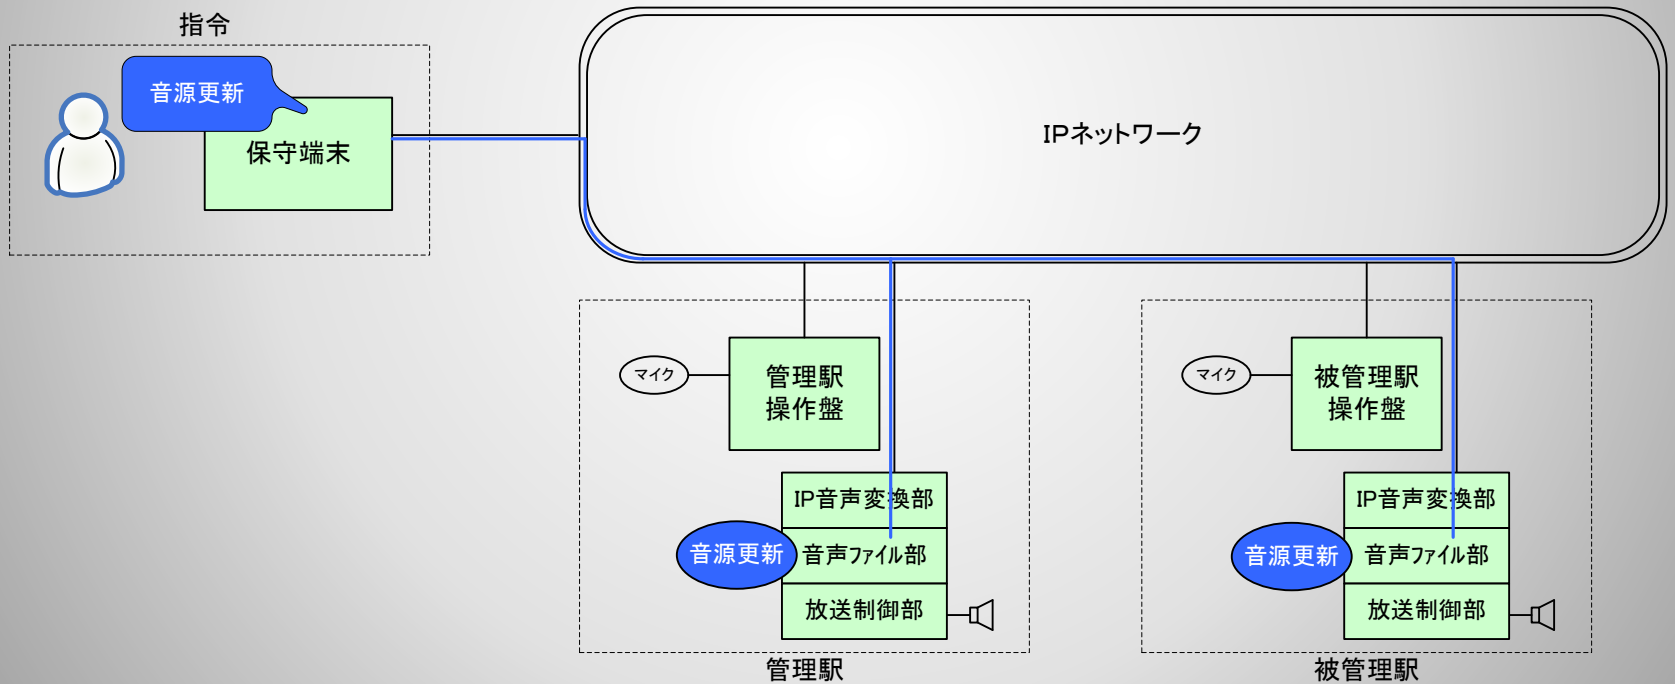 指令
音源更新
保守端末
IPネットワーク
マイク
管理駅
操作盤
マイク
被管理駅
操作盤
IP音声変換部
音源更新
音声ファイル部
放送制御部
IP音声変換部
音源更新
音声ファイル部
放送制御部
管理駅
被管理駅